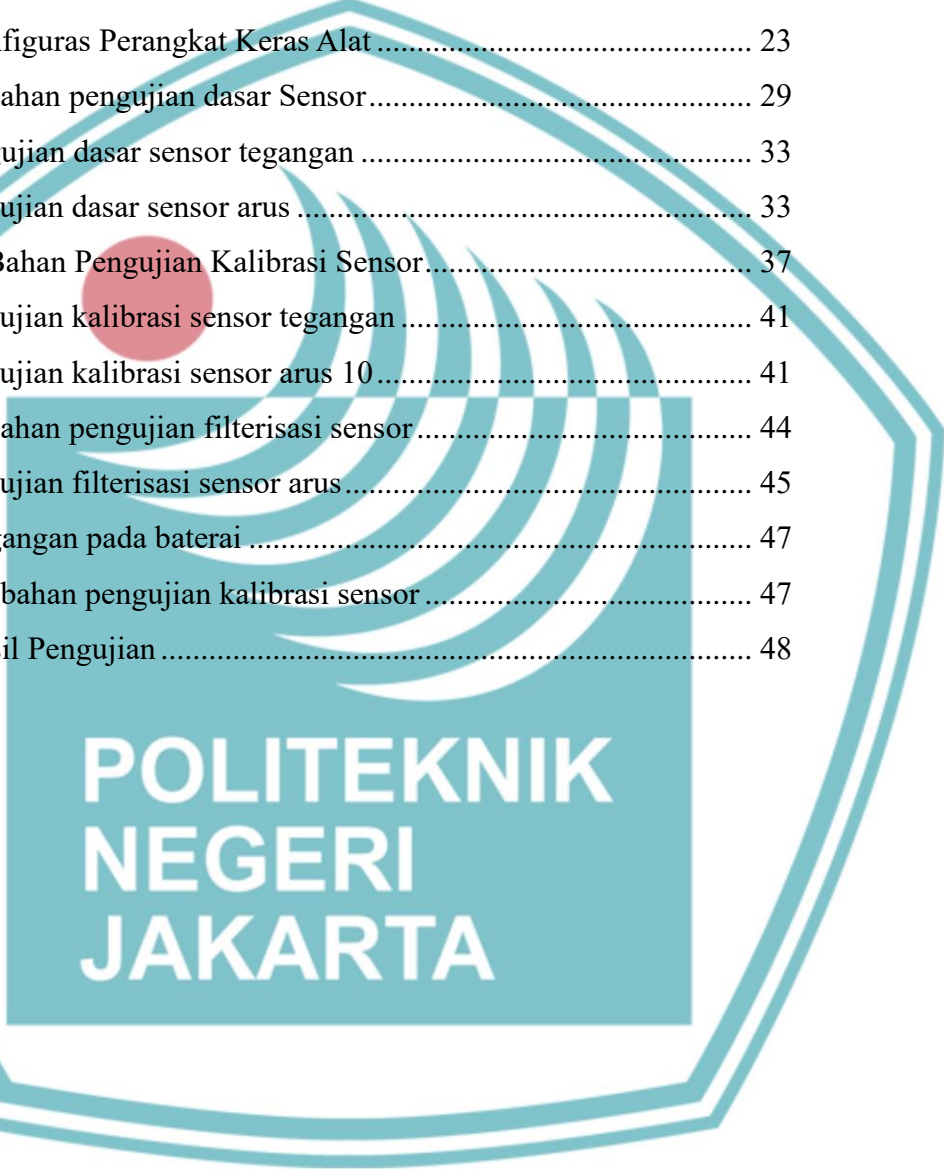 figuras Perangkat Keras Alat ............................................... 23
ahan pengujian dasar Sensor ................................................ 29
ujian dasar sensor tegangan ................................................. 33
ujian dasar sensor arus ......................................................... 33
Bahan Pengujian Kalibrasi Sensor ......................................... 37
ujian kalibrasi sensor tegangan ............................................ 41
ujian kalibrasi sensor arus 10 ............................................... 41
ahan pengujian filterisasi sensor .......................................... 44
ujian filterisasi sensor arus ................................................... 45
gangan pada baterai ............................................................... 47
bahan pengujian kalibrasi sensor ......................................... 47
il Pengujian .......................................................................... 48
POLITEKNIK
NEGERI
JAKARTA